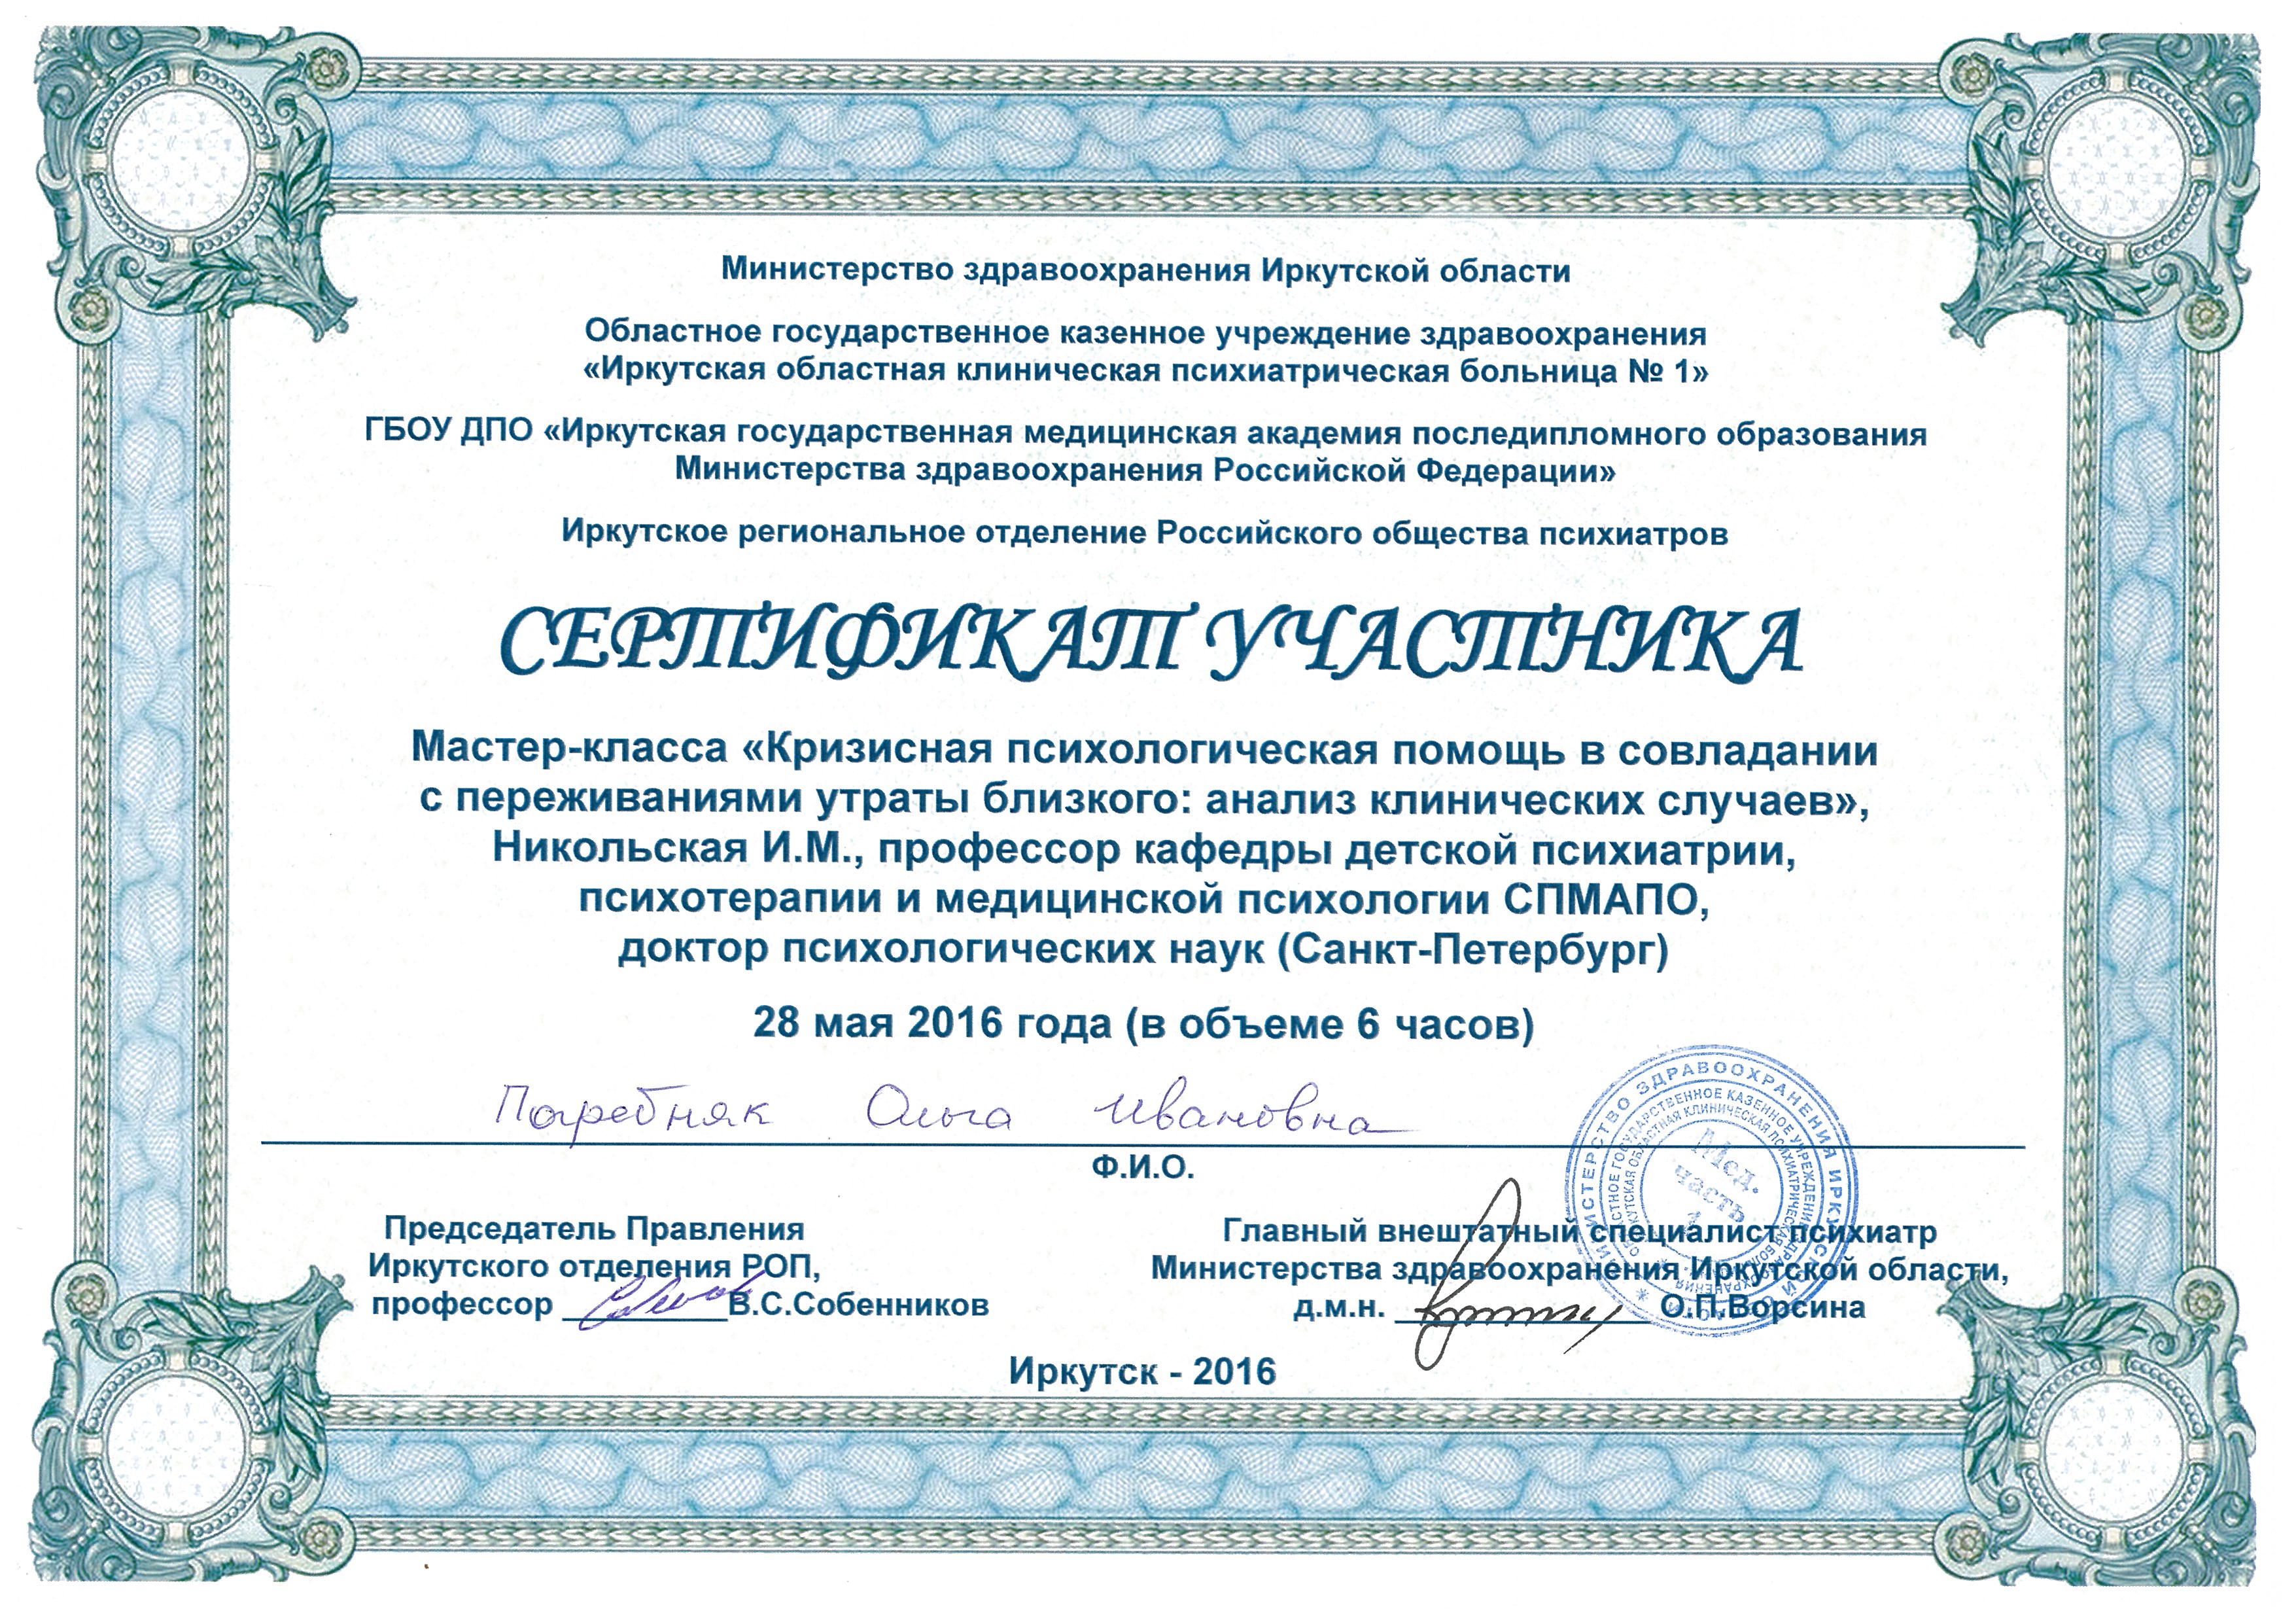 Министерство здравоохранения Иркутской области
Областное государственное казенное учреждение здравоохранения
«Иркутская областная клиническая психиатрическая больница № 1»
ГБОУ ДПО «Иркутская государственная медицинская академия последипломного образования
Министерства здравоохранения Российской Федерации»
Иркутское региональное отделение Российского общества психиатров
СЕРТИФИКАТ УЧАСТНИКА
Мастер-класса «Кризисная психологическая помощь в совладании
с переживаниями утраты близкого: анализ клинических случаев»,
Никольская И.М., профессор кафедры детской психиатрии,
психотерапии и медицинской психологии СПМАПО,
доктор психологических наук (Санкт-Петербург)
28 мая 2016 года (в объеме 6 часов)
Погребняк Ольга Ивановна
Ф.И.О.
Председатель Правления
Иркутского отделения РОП,
профессор В.С.Собенников
Главный внештатный специалист психиатр
Министерства здравоохранения Иркутской области,
д.м.н. О.П.Ворсина
МИНИСТЕРСТВО ЗДРАВООХРАНЕНИЯ ИРКУТСКОЙ ОБЛАСТИ
ОБЛАСТНОЕ ГОСУДАРСТВЕННОЕ КАЗЕННОЕ УЧРЕЖДЕНИЕ ЗДРАВООХРАНЕНИЯ
ИРКУТСКАЯ ОБЛАСТНАЯ КЛИНИЧЕСКАЯ ПСИХИАТРИЧЕСКАЯ
Мед.
часть
Иркутск - 2016